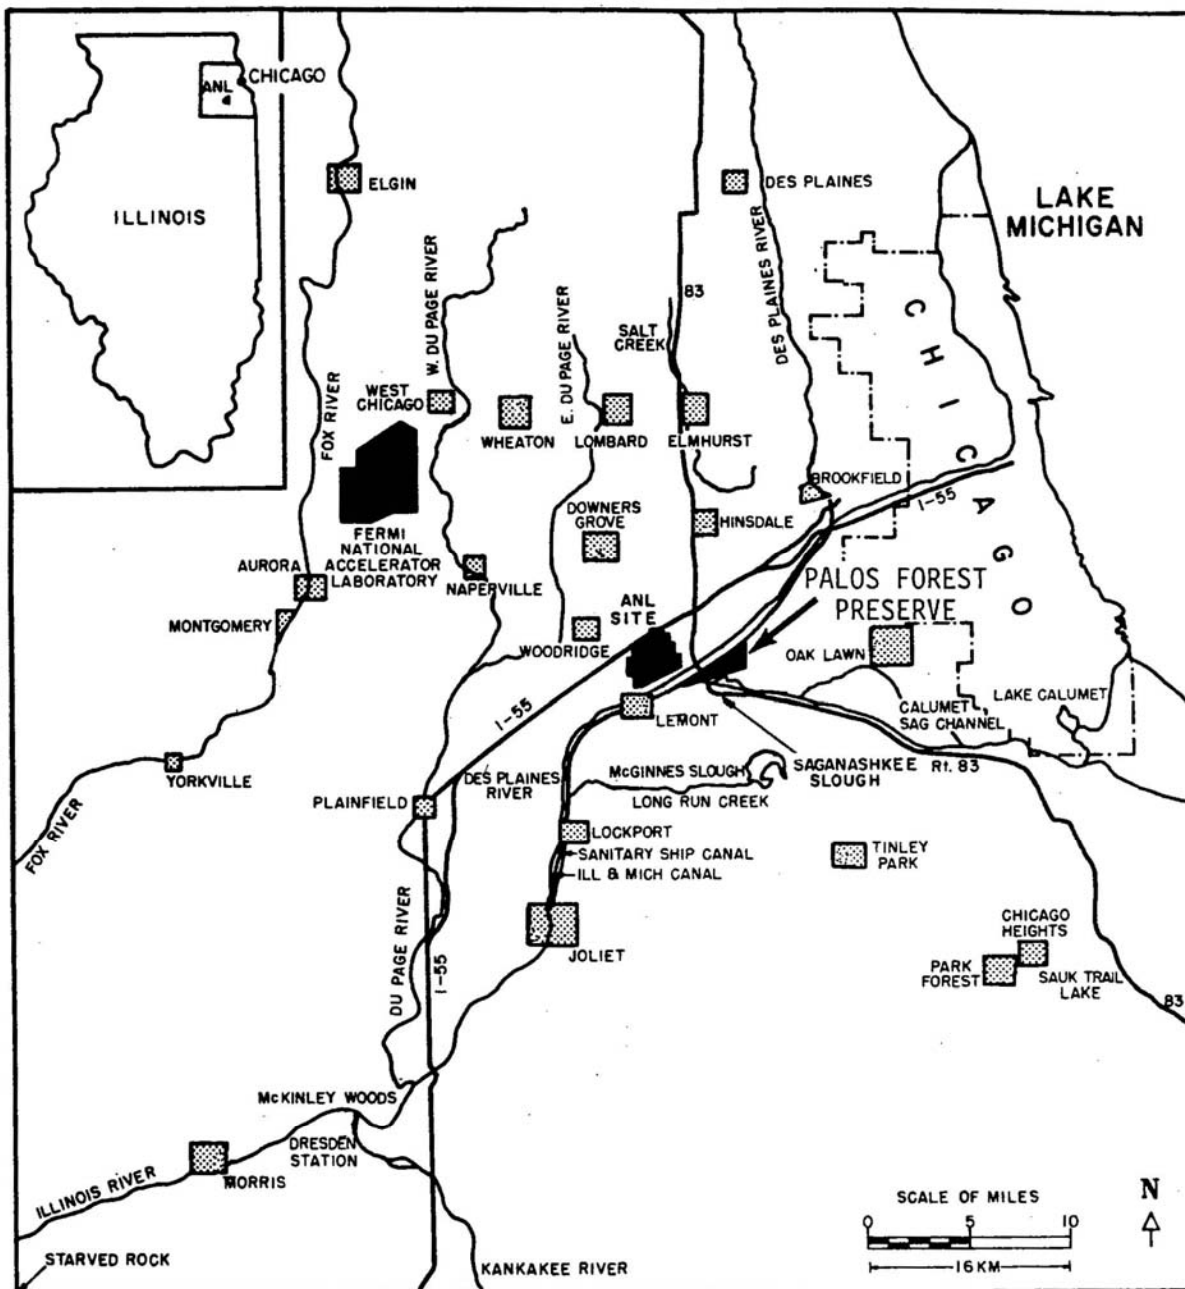 ANL
CHICAGO
ILLINOIS
ELGIN
DES PLAINES
LAKE
MICHIGAN
W. DU PAGE RIVER
E. DU PAGE RIVER
83
SALT
CREEK
DES PLAINES RIVER
CHICAGO
FOX RIVER
WEST
CHICAGO
WHEATON
LOMBARD
ELMHURST
BROOKFIELD
I-55
DOWNERS
GROVE
HINSDALE
FERMI
NATIONAL
ACCELERATOR
LABORATORY
AURORA
NAPERVILLE
PALOS FOREST
PRESERVE
ANL
SITE
MONTGOMERY
WOODRIDGE
OAK LAWN
LAKE CALUMET
I-55
LEMONT
CALUMET
SAG CHANNEL
SAGANASHKEE
SLOUGH
Rt. 83
YORKVILLE
DES PLAINES
RIVER
McGINNES SLOUGH
LONG RUN CREEK
PLAINFIELD
FOX RIVER
LOCKPORT
SANITARY SHIP CANAL
ILL & MICH CANAL
TINLEY
PARK
DU PAGE RIVER
I-55
JOLIET
CHICAGO
HEIGHTS
PARK
FOREST
SAUK TRAIL
LAKE
83
McKINLEY WOODS
DRESDEN
STATION
ILLINOIS RIVER
MORRIS
SCALE OF MILES
0 5 10
16 KM
N
STARVED ROCK
KANKAKEE RIVER